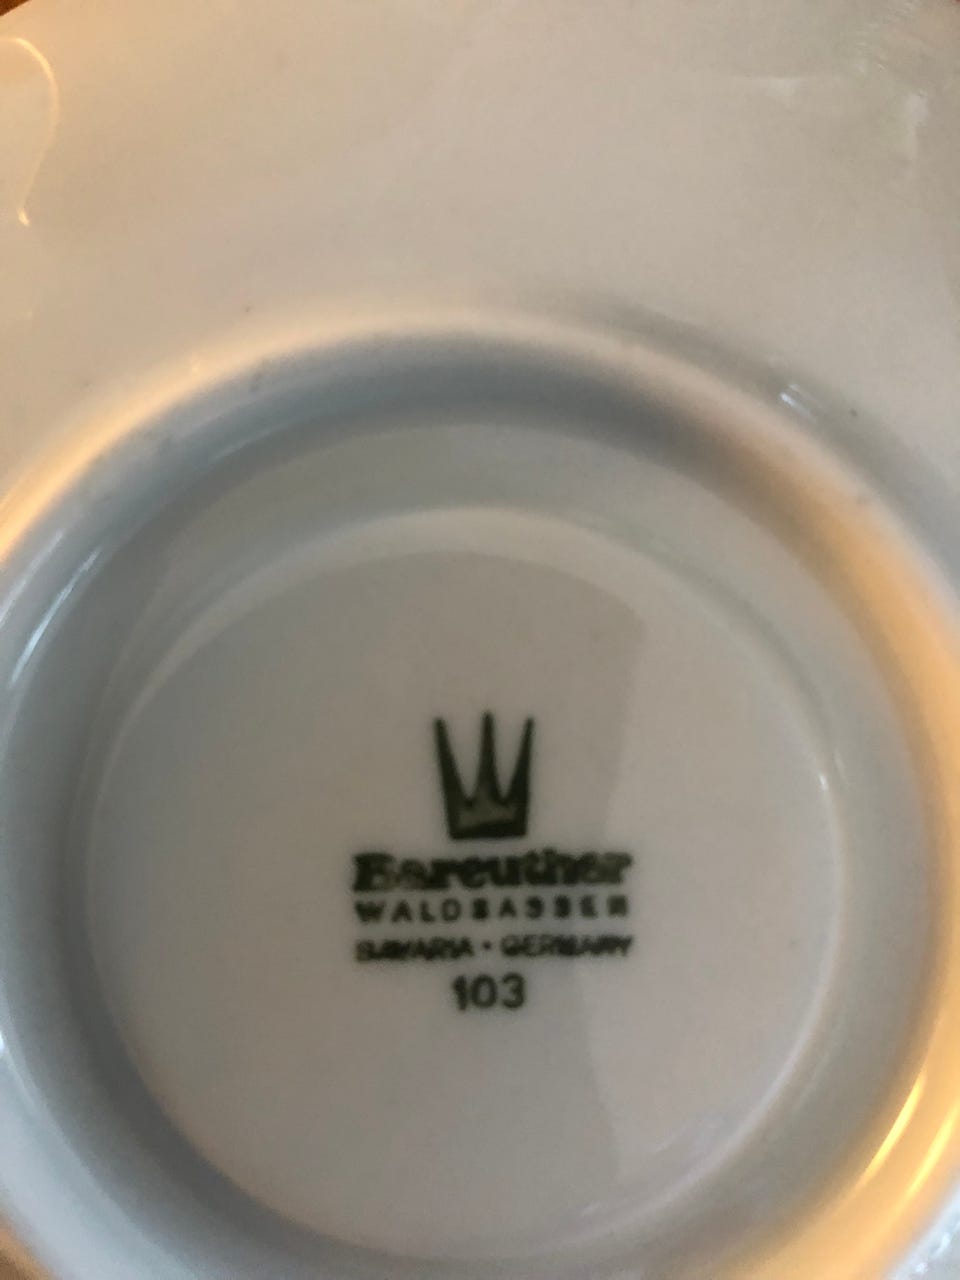 Bareuther
WALDSASSEN
BAVARIA • GERMANY
103